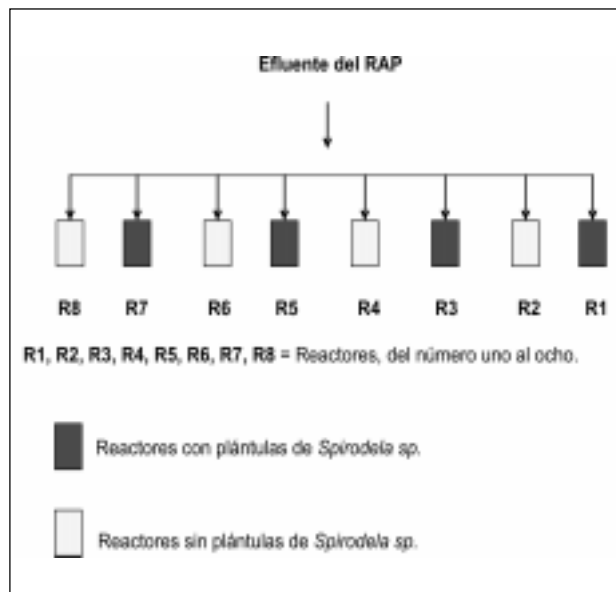 Efluente del RAP
R8 R7 R6 R5 R4 R3 R2 R1
R1, R2, R3, R4, R5, R6, R7, R8 = Reactores, del número uno al ocho.
Reactores con plántulas de Spirodela sp.
Reactores sin plántulas de Spirodela sp.